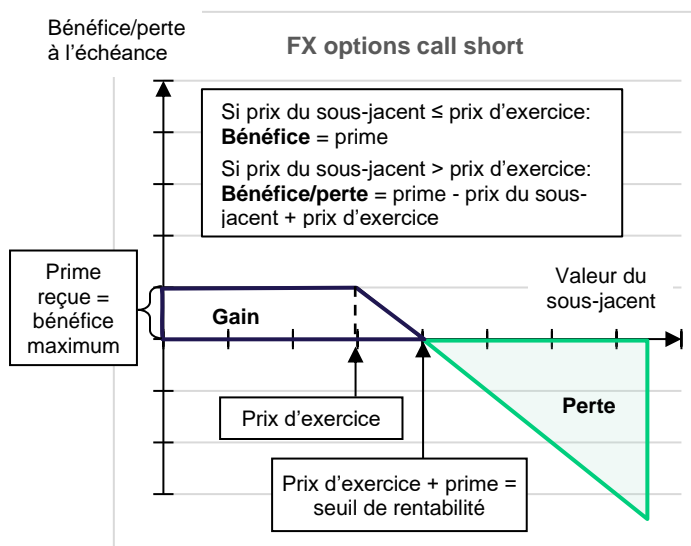 Bénéfice/perte
à l'échéance
FX options call short
Si prix du sous-jacent ≤ prix d'exercice:
Bénéfice = prime
Si prix du sous-jacent > prix d'exercice:
Bénéfice/perte = prime - prix du sous-
jacent + prix d'exercice
Prime
reçue =
bénéfice
maximum
Gain
Valeur du
sous-jacent
Prix d'exercice
Perte
Prix d'exercice + prime =
seuil de rentabilité